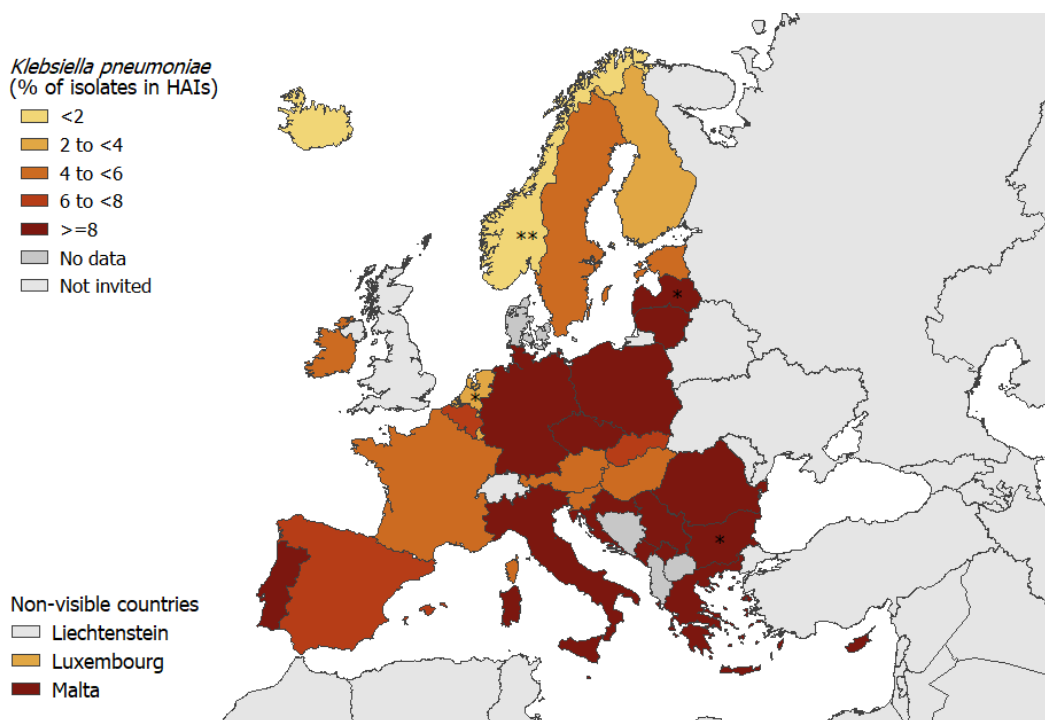 Klebsiella pneumoniae
(% of isolates in HAIs)
<2
2 to <4
4 to <6
6 to <8
>=8
No data
Not invited
**
*
*
*
Non-visible countries
Liechtenstein
Luxembourg
Malta